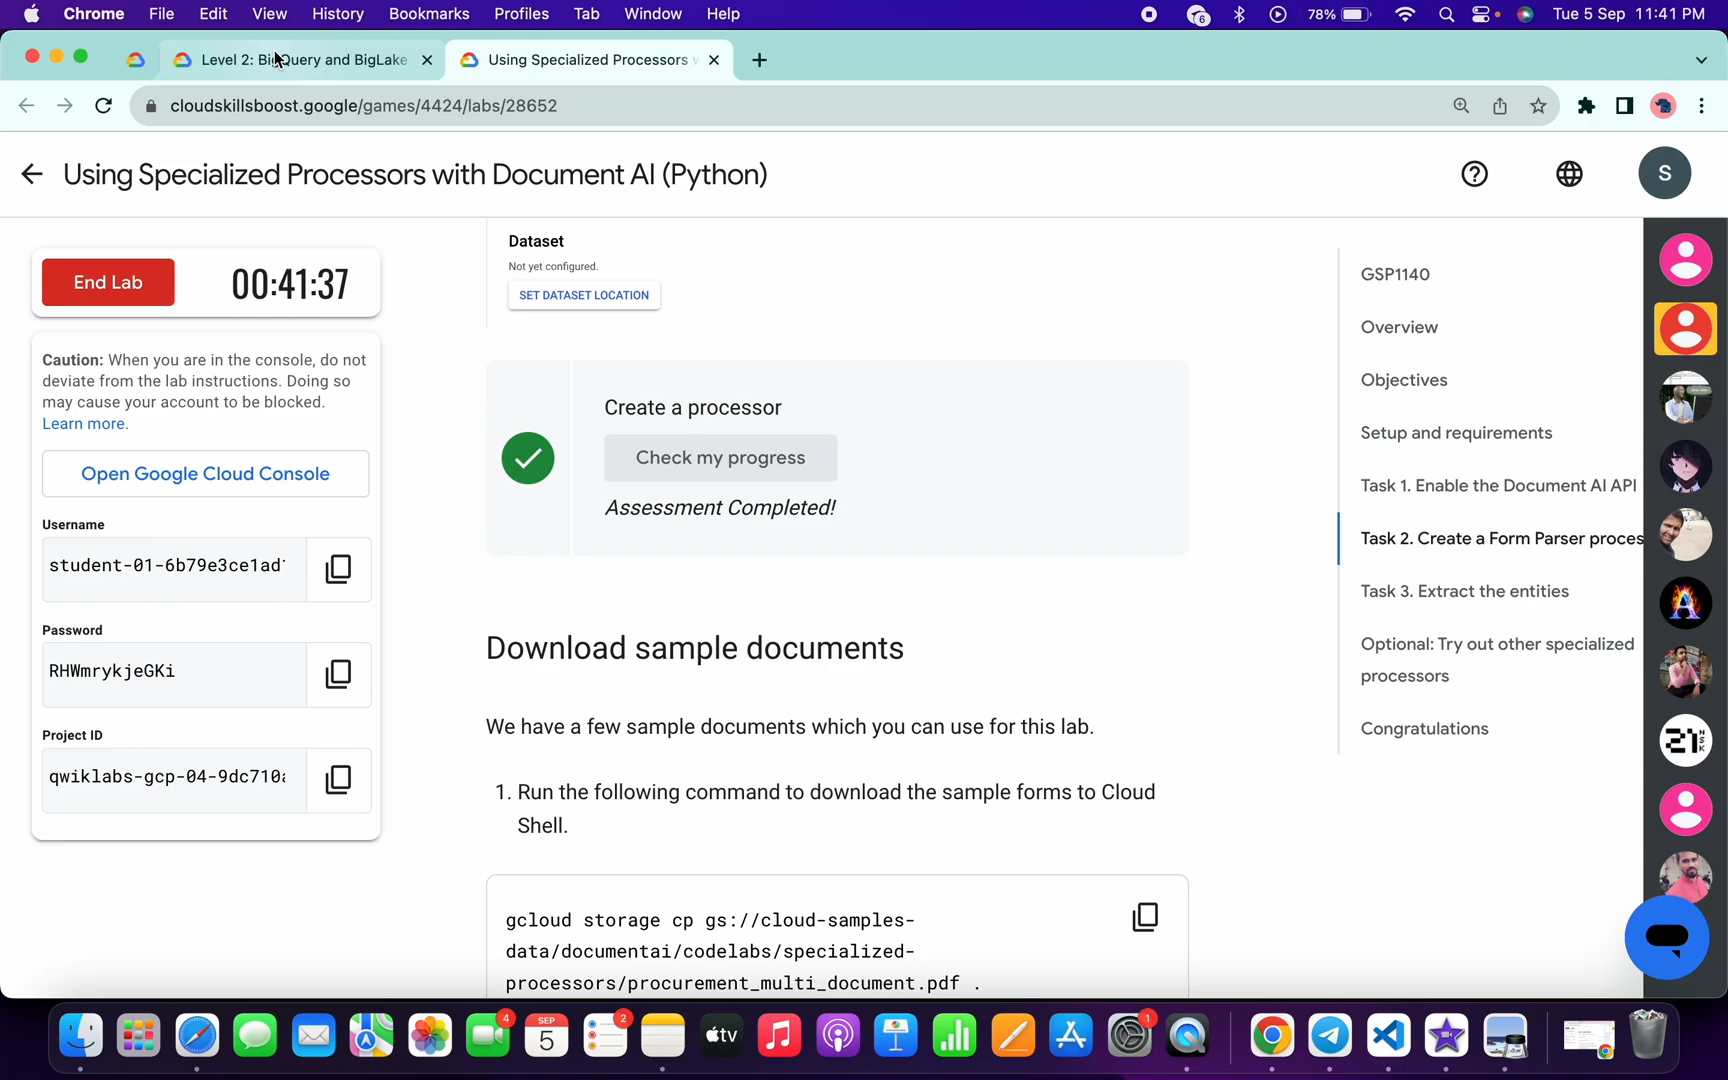 Chrome File Edit View History Bookmarks Profiles Tab Window Help 6 78% Tue 5 Sep 11:41 PM
Level 2: BigQuery and BigLake Using Specialized Processors
cloudskillsboost.google/games/4424/labs/28652
Using Specialized Processors with Document AI (Python)
S
End Lab 00:41:37
Caution: When you are in the console, do not
deviate from the lab instructions. Doing so
may cause your account to be blocked.
Learn more.
Open Google Cloud Console
Username
student-01-6b79e3ce1ad
Password
RHWmrykjeGKi
Project ID
qwiklabs-gcp-04-9dc710
Dataset
Not yet configured.
SET DATASET LOCATION
Create a processor
Check my progress
Assessment Completed!
Download sample documents
We have a few sample documents which you can use for this lab.
1. Run the following command to download the sample forms to Cloud
Shell.
gcloud storage cp gs://cloud-samples-
data/documentai/codelabs/specialized-
processors/procurement_multi_document.pdf .
GSP1140
Overview
Objectives
Setup and requirements
Task 1. Enable the Document AI API
Task 2. Create a Form Parser proces
Task 3. Extract the entities
Optional: Try out other specialized
processors
Congratulations
A
21
4 SEP 5 2 tv 1